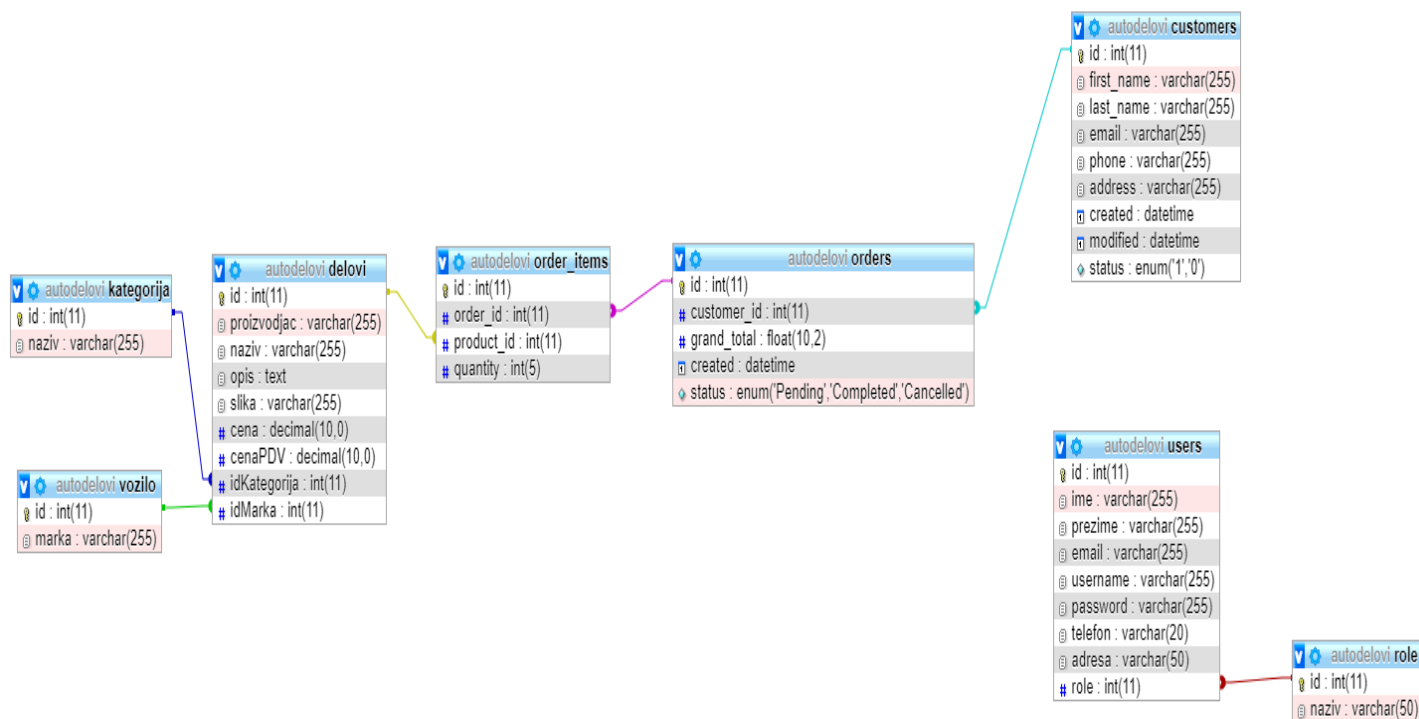 autodelovi customers
id : int(11)
first_name : varchar(255)
last_name : varchar(255)
email : varchar(255)
phone : varchar(255)
address : varchar(255)
created : datetime
modified : datetime
status : enum('1','0')
autodelovi kategorija
id : int(11)
naziv : varchar(255)
autodelovi delovi
id : int(11)
proizvodjac : varchar(255)
naziv : varchar(255)
opis : text
slika : varchar(255)
cena : decimal(10,0)
cenaPDV : decimal(10,0)
idKategorija : int(11)
idMarka : int(11)
autodelovi order_items
id : int(11)
order_id : int(11)
product_id : int(11)
quantity : int(5)
autodelovi orders
id : int(11)
customer_id : int(11)
grand_total : float(10,2)
created : datetime
status : enum('Pending','Completed','Cancelled')
autodelovi vozilo
id : int(11)
marka : varchar(255)
autodelovi users
id : int(11)
ime : varchar(255)
prezime : varchar(255)
email : varchar(255)
username : varchar(255)
password : varchar(255)
telefon : varchar(20)
adresa : varchar(50)
role : int(11)
autodelovi role
id : int(11)
naziv : varchar(50)